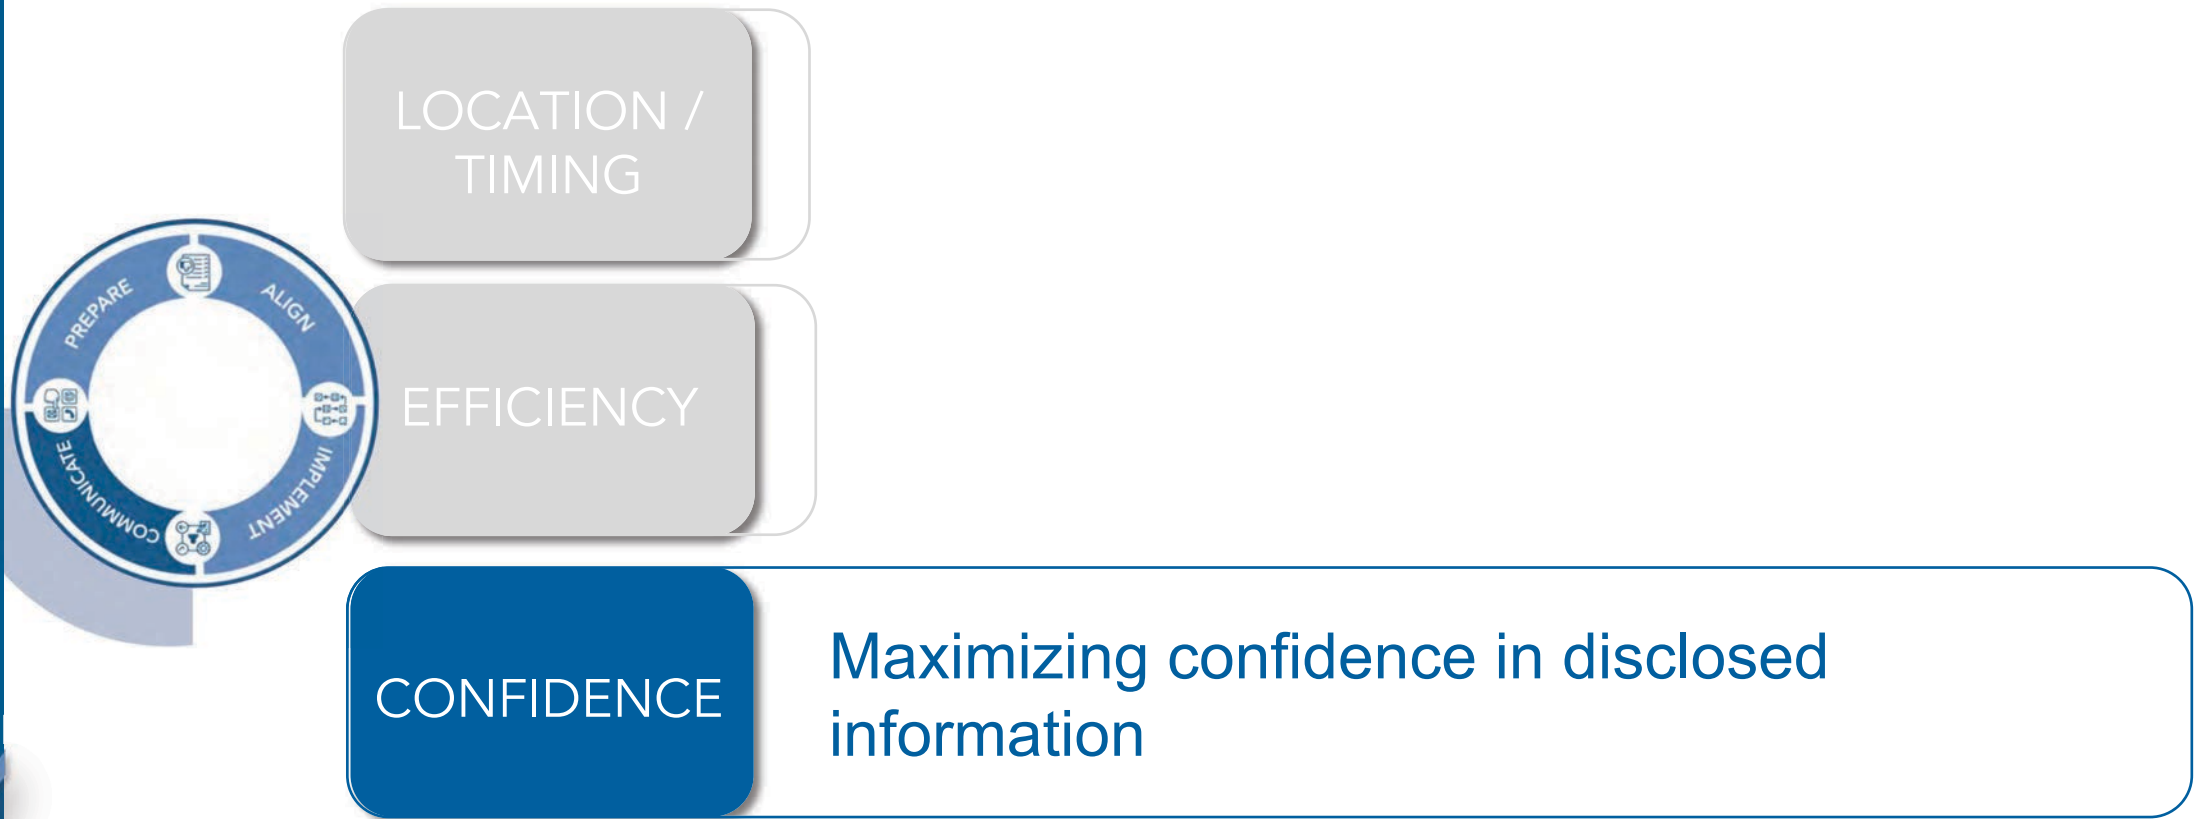 LOCATION /
TIMING
PREPARE
ALIGN
EFFICIENCY
COMMUNICATE
IMPLEMENT
CONFIDENCE
Maximizing confidence in disclosed
information